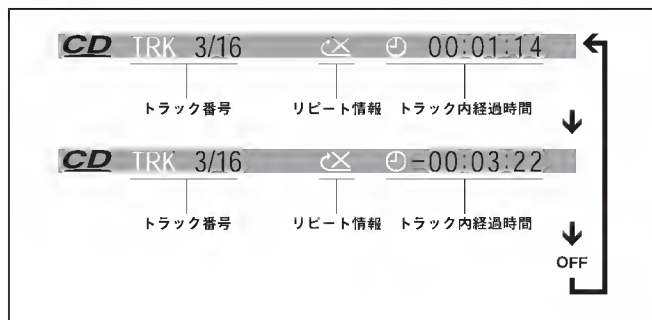 CD TRK 3/16 00:01:14
トラック番号 リピート情報 トラック内経過時間
CD TRK 3/16 -00:03:22
トラック番号 リピート情報 トラック内経過時間
OFF